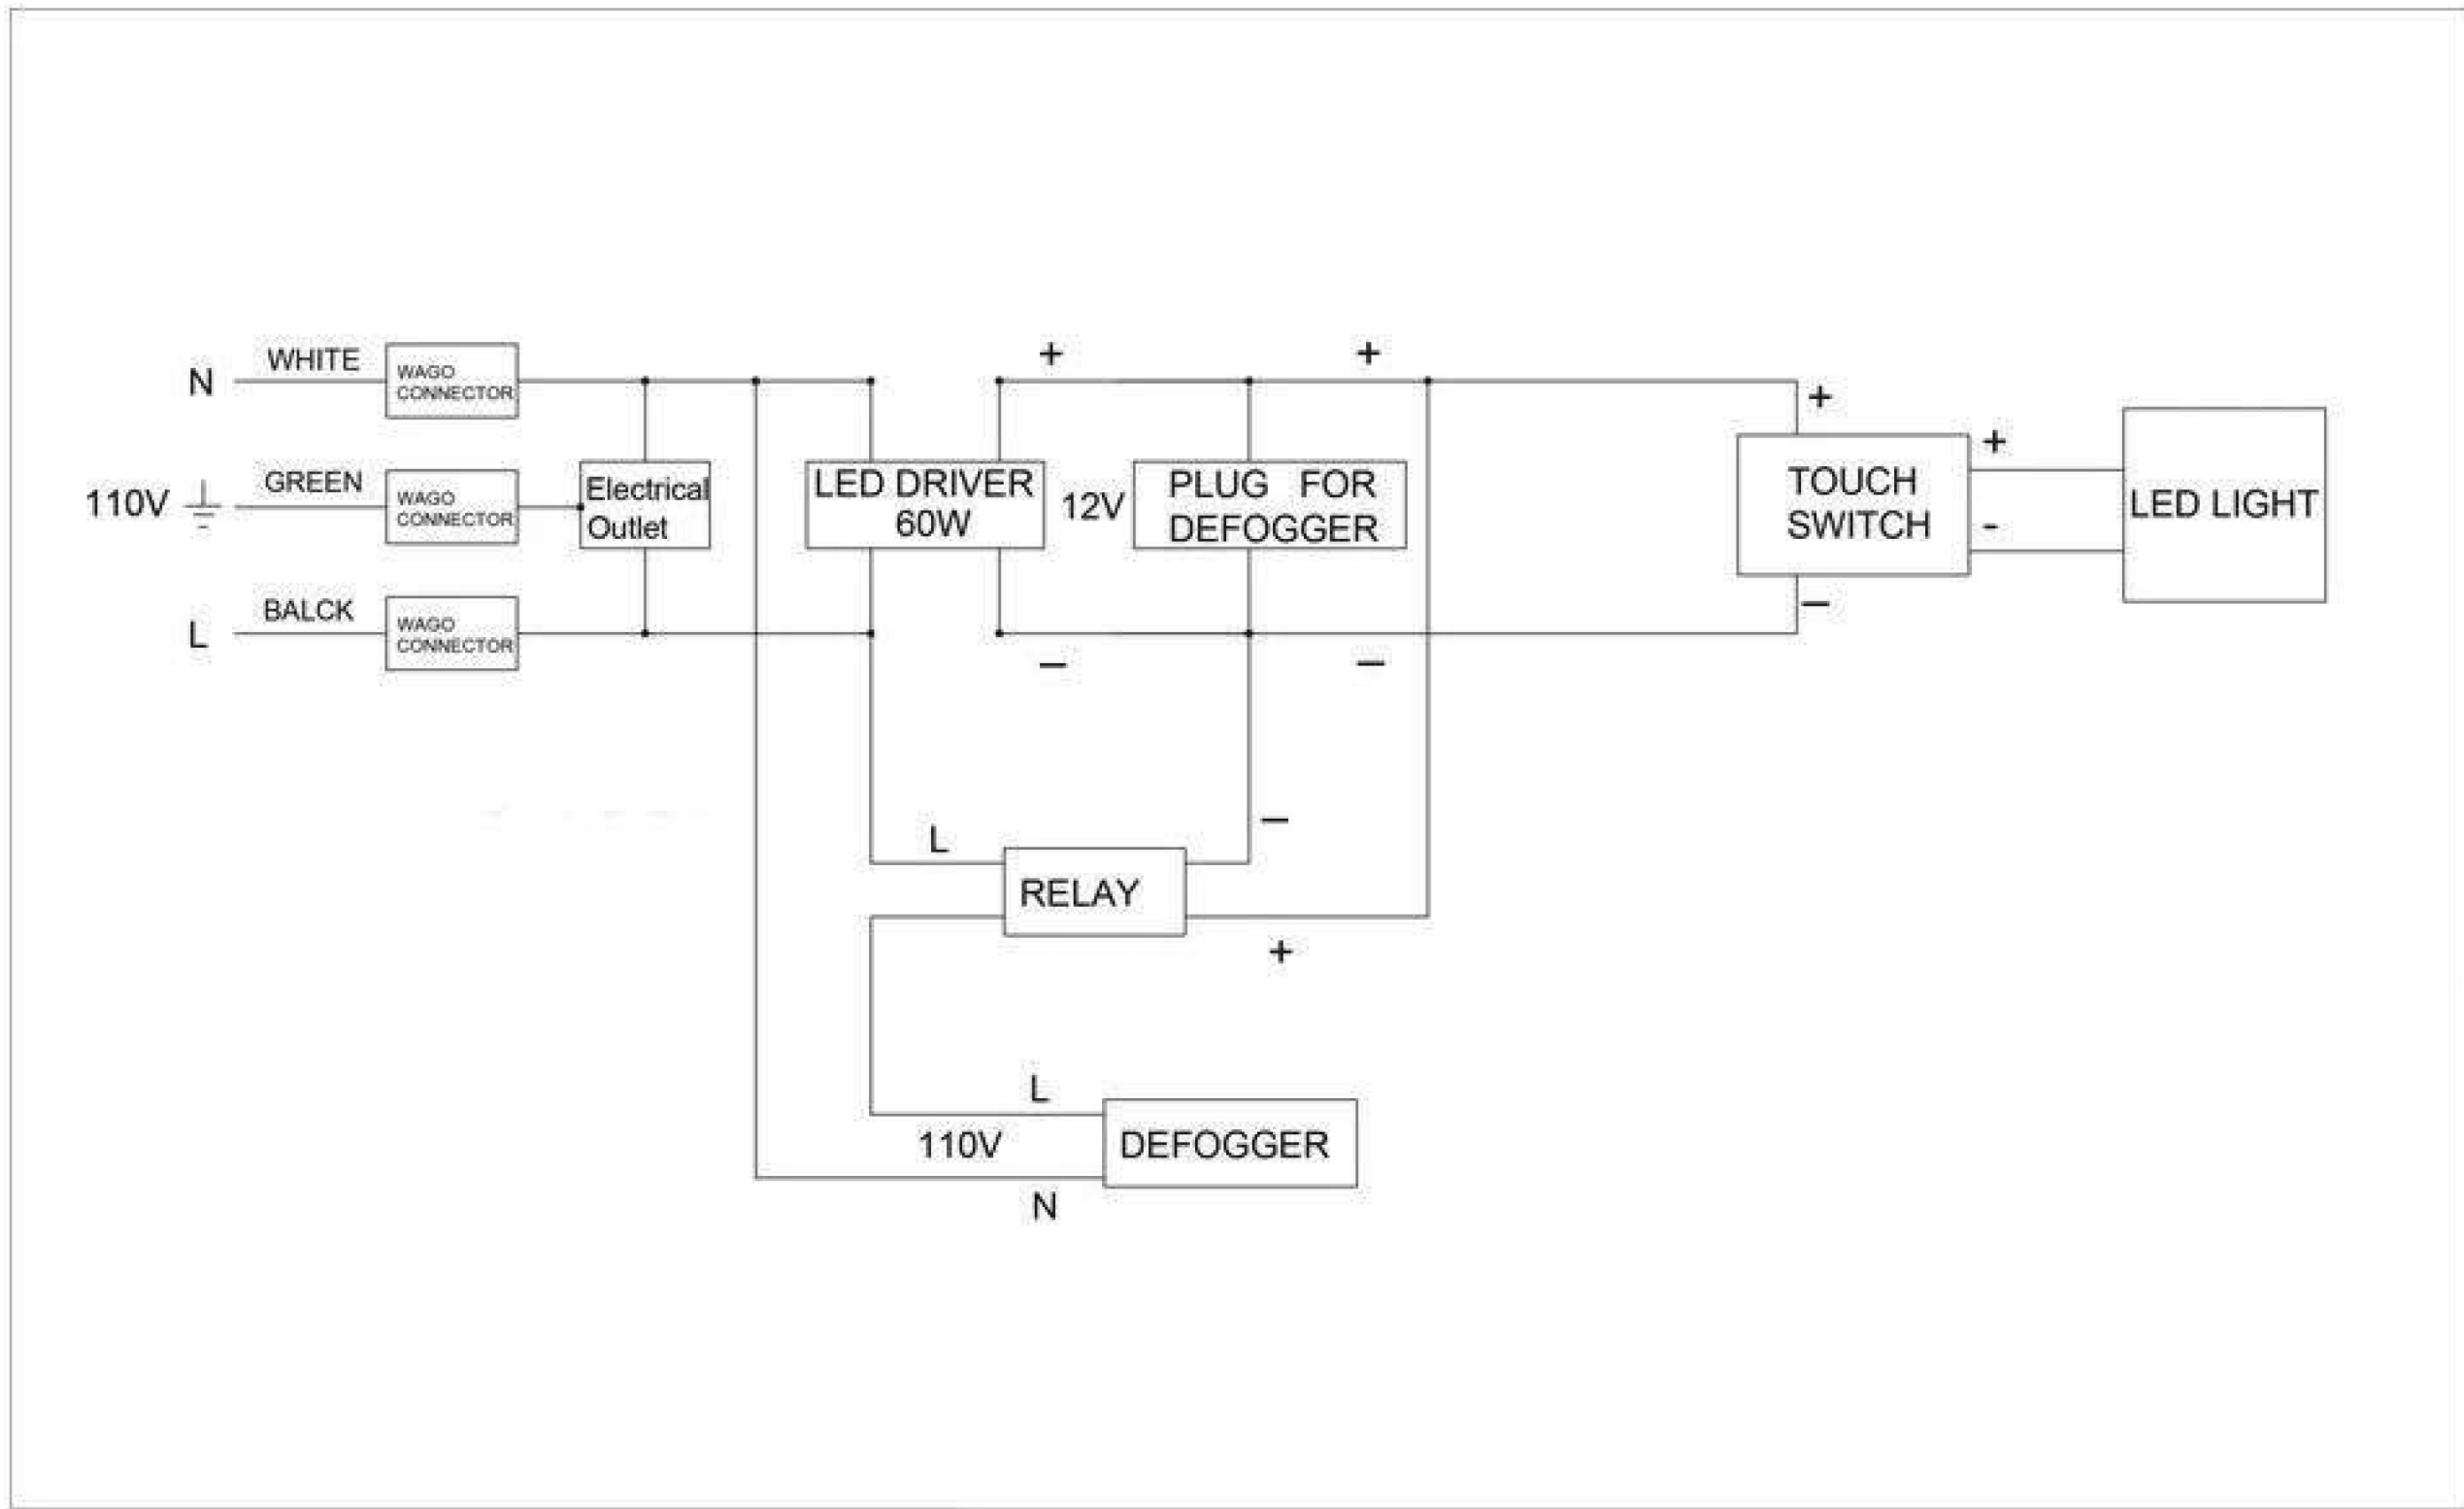 N
WHITE
WAGO
CONNECTOR
+
+
+
110V
GREEN
WAGO
CONNECTOR
Electrical
Outlet
LED DRIVER
60W
12V
PLUG FOR
DEFOGGER
TOUCH
SWITCH
+
-
LED LIGHT
L
BALCK
WAGO
CONNECTOR
–
–
–
L
RELAY
–
+
L
110V
N
DEFOGGER